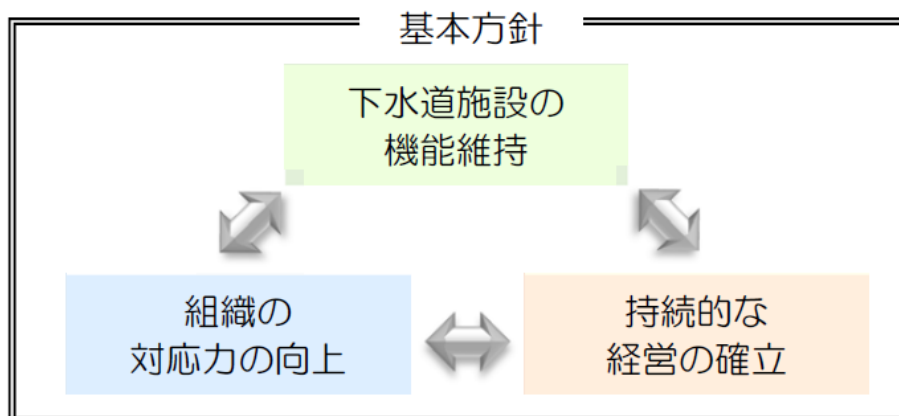 基本方針
下水道施設の
機能維持
組織の
対応力の向上
持続的な
経営の確立